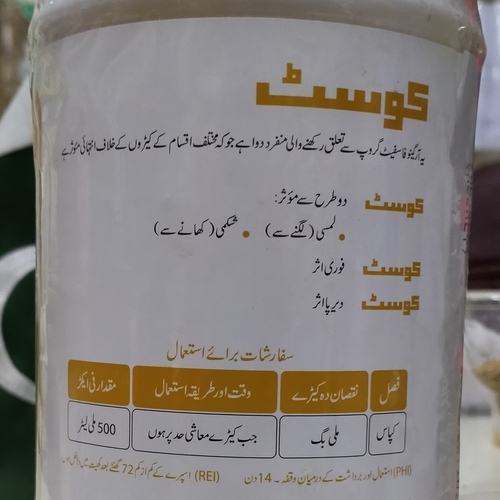 کوسٹ
یہ آرگینو فاسفیٹ گروپ سے تعلق رکھنے والی منفرد دوا ہے جو کہ مختلف اقسام کے کیڑوں کے خلاف انتہائی مؤثر ہے
کوسٹ دو طرح سے مؤثر:
• لمسی (لگنے سے) • شکمی (کھانے سے)
کوسٹ فوری اثر
کوسٹ دیرپا اثر
سفارشات برائے استعمال
فصل نقصان دہ کیڑے وقت اور طریقہ استعمال مقدار فی ایکڑ
کپاس ملی بگ جب کیڑے معاشی حد پر ہوں 500 ملی لیٹر
(PHI) استعمال اور برداشت کے درمیان وقفہ ۔ 14 دن (REI) اسپرے کے کم از کم 72 گھنٹے بعد کھیت میں